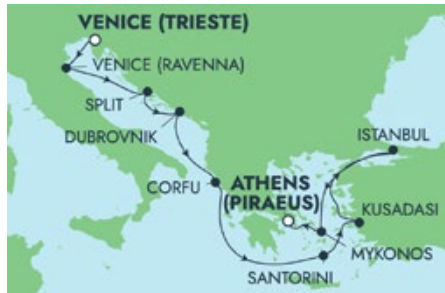 VENICE (TRIESTE)
VENICE (RAVENNA)
SPLIT
DUBROVNIK
ISTANBUL
CORFU
ATHENS
(PIRAEUS)
KUSADASI
MYKONOS
SANTORINI